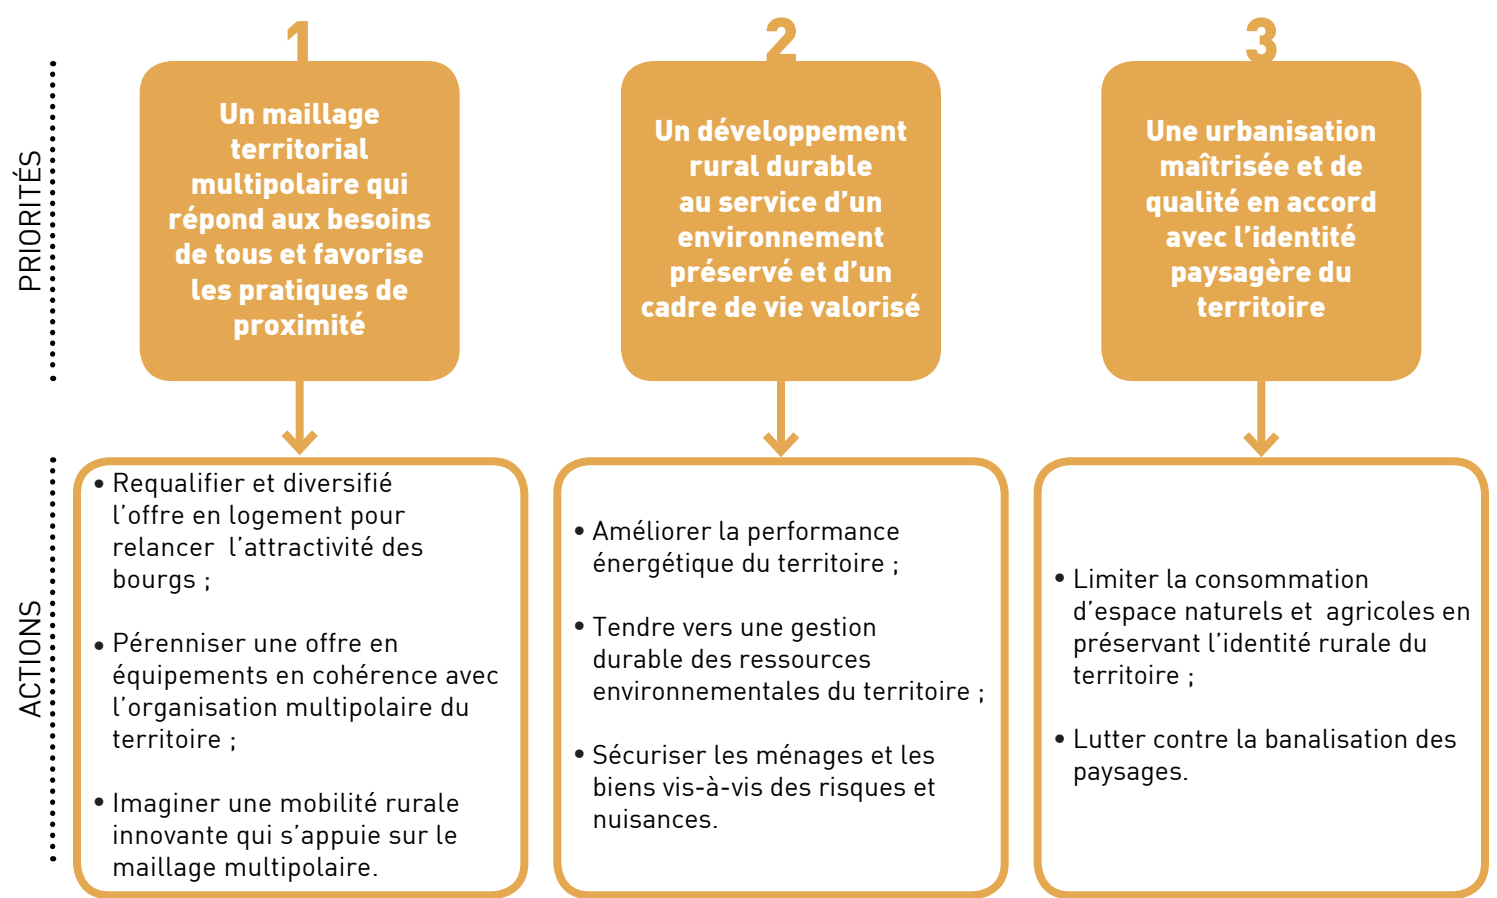 PRIORITÉS
1
Un maillage
territorial
multipolaire qui
répond aux besoins
de tous et favorise
les pratiques de
proximité
2
Un développement
rural durable
au service d'un
environnement
préservé et d'un
cadre de vie valorisé
3
Une urbanisation
maîtrisée et de
qualité en accord
avec l'identité
paysagère du
territoire
ACTIONS
• Requalifier et diversifié
l'offre en logement pour
relancer l'attractivité des
bourgs ;
• Pérenniser une offre en
équipements en cohérence avec
l'organisation multipolaire du
territoire ;
• Imaginer une mobilité rurale
innovante qui s'appuie sur le
maillage multipolaire.
• Améliorer la performance
énergétique du territoire ;
• Tendre vers une gestion
durable des ressources
environnementales du territoire ;
• Sécuriser les ménages et les
biens vis-à-vis des risques et
nuisances.
• Limiter la consommation
d'espace naturels et agricoles en
préservant l'identité rurale du
territoire ;
• Lutter contre la banalisation des
paysages.